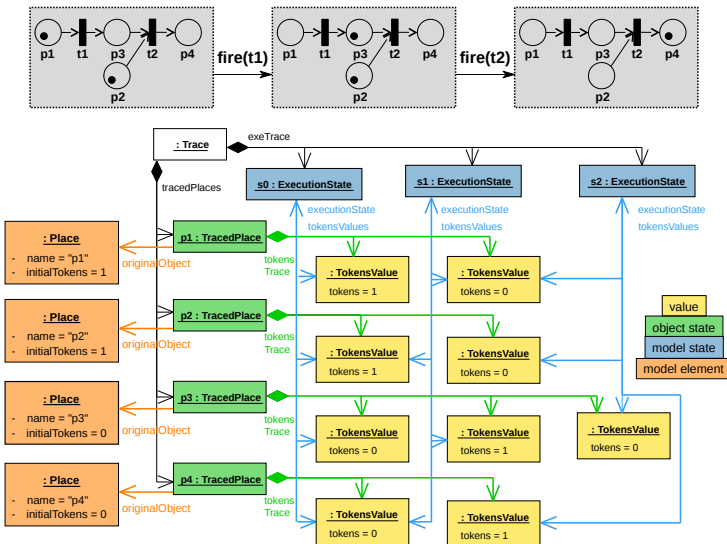 p1 t1 p3 t2 p4
p2
fire(t1)
p1 t1 p3 t2 p4
p2
fire(t2)
p1 t1 p3 t2 p4
p2
: Trace
exeTrace
tracedPlaces
s0 : ExecutionState
s1 : ExecutionState
s2 : ExecutionState
executionState
tokensValues
executionState
tokensValues
executionState
tokensValues
: Place
- name = "p1"
- initialTokens = 1
originalObject
p1 : TracedPlace
tokens
Trace
: TokensValue
tokens = 1
: TokensValue
tokens = 0
: Place
- name = "p2"
- initialTokens = 1
originalObject
p2 : TracedPlace
tokens
Trace
: TokensValue
tokens = 1
: TokensValue
tokens = 0
value
object state
model state
model element
: Place
- name = "p3"
- initialTokens = 0
originalObject
p3 : TracedPlace
tokens
Trace
: TokensValue
tokens = 0
: TokensValue
tokens = 1
: TokensValue
tokens = 0
: Place
- name = "p4"
- initialTokens = 0
originalObject
p4 : TracedPlace
tokens
Trace
: TokensValue
tokens = 0
: TokensValue
tokens = 1